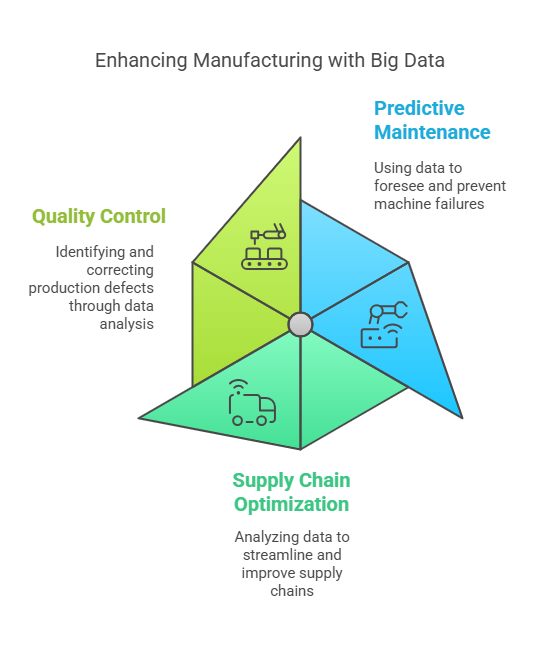 Enhancing Manufacturing with Big Data
Predictive
Maintenance
Using data to
foresee and prevent
machine failures
Quality Control
Identifying and
correcting
production defects
through data
analysis
Supply Chain
Optimization
Analyzing data to
streamline and
improve supply
chains